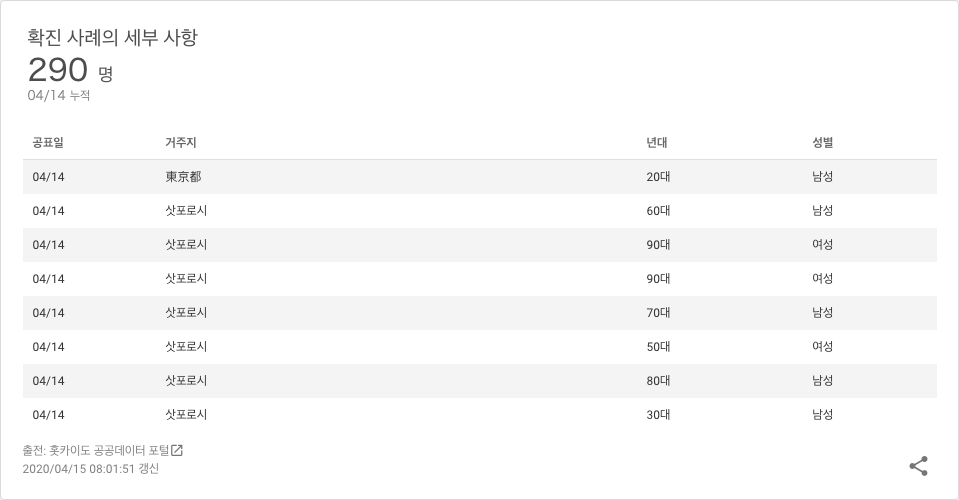 확진 사례의 세부 사항
290 명
04/14 누적
공표일 거주지 년대 성별
04/14 東京都 20대 남성
04/14 삿포로시 60대 남성
04/14 삿포로시 90대 여성
04/14 삿포로시 90대 여성
04/14 삿포로시 70대 남성
04/14 삿포로시 50대 여성
04/14 삿포로시 80대 남성
04/14 삿포로시 30대 남성
출전: 홋카이도 공공데이터 포털
2020/04/15 08:01:51 갱신